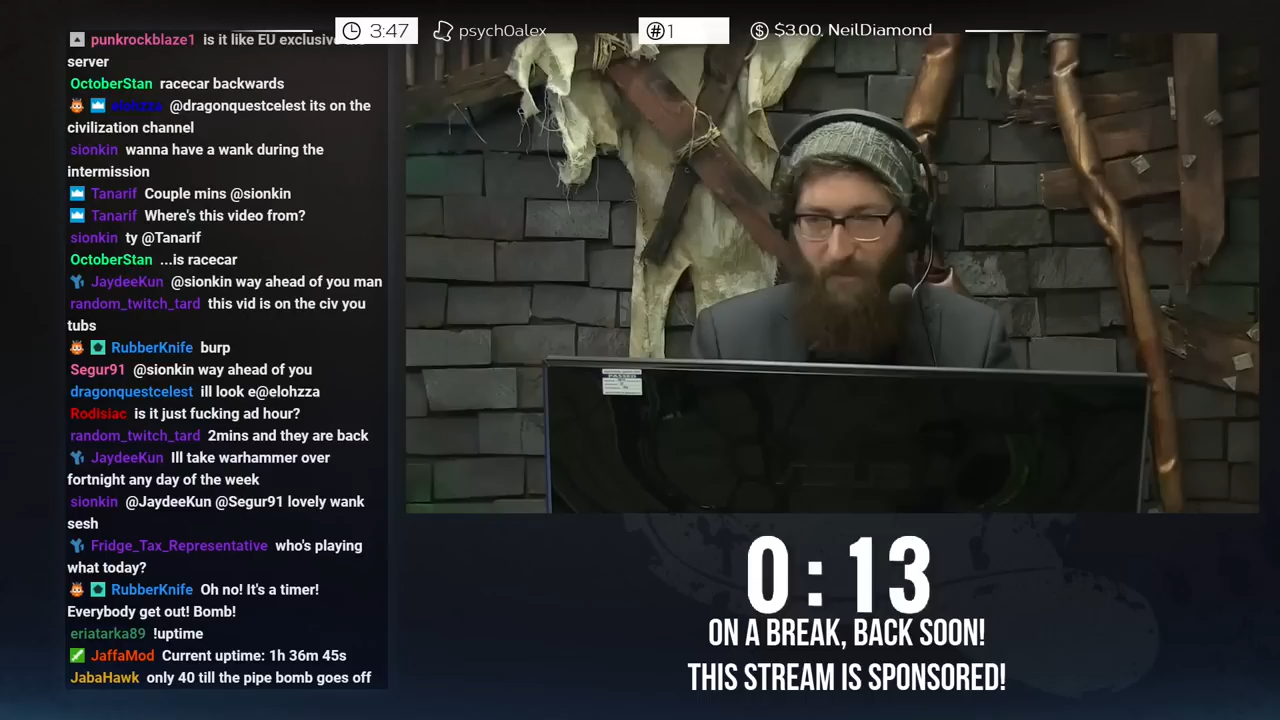 3:47
psych0alex
#1
$3.00, NeilDiamond
punkrockblaze1 is it like EU exclusive
server
OctoberStan racecar backwards
elohzza @dragonquestcelest its on the
civilization channel
sionkin wanna have a wank during the
intermission
Tanarif Couple mins @sionkin
Tanarif Where's this video from?
sionkin ty @Tanarif
OctoberStan ...is racecar
JaydeeKun @sionkin way ahead of you man
random_twitch_tard this vid is on the civ you
tubs
RubberKnife burp
Segur91 @sionkin way ahead of you
dragonquestcelest ill look e@elohzza
Rodisiac is it just fucking ad hour?
random_twitch_tard 2mins and they are back
JaydeeKun Ill take warhammer over
fortnight any day of the week
sionkin @JaydeeKun @Segur91 lovely wank
sesh
Fridge_Tax_Representative who's playing
what today?
RubberKnife Oh no! It's a timer!
Everybody get out! Bomb!
eriatarka89 !uptime
JaffaMod Current uptime: 1h 36m 45s
JabaHawk only 40 till the pipe bomb goes off
PASSED
0:13
ON A BREAK, BACK SOON!
THIS STREAM IS SPONSORED!